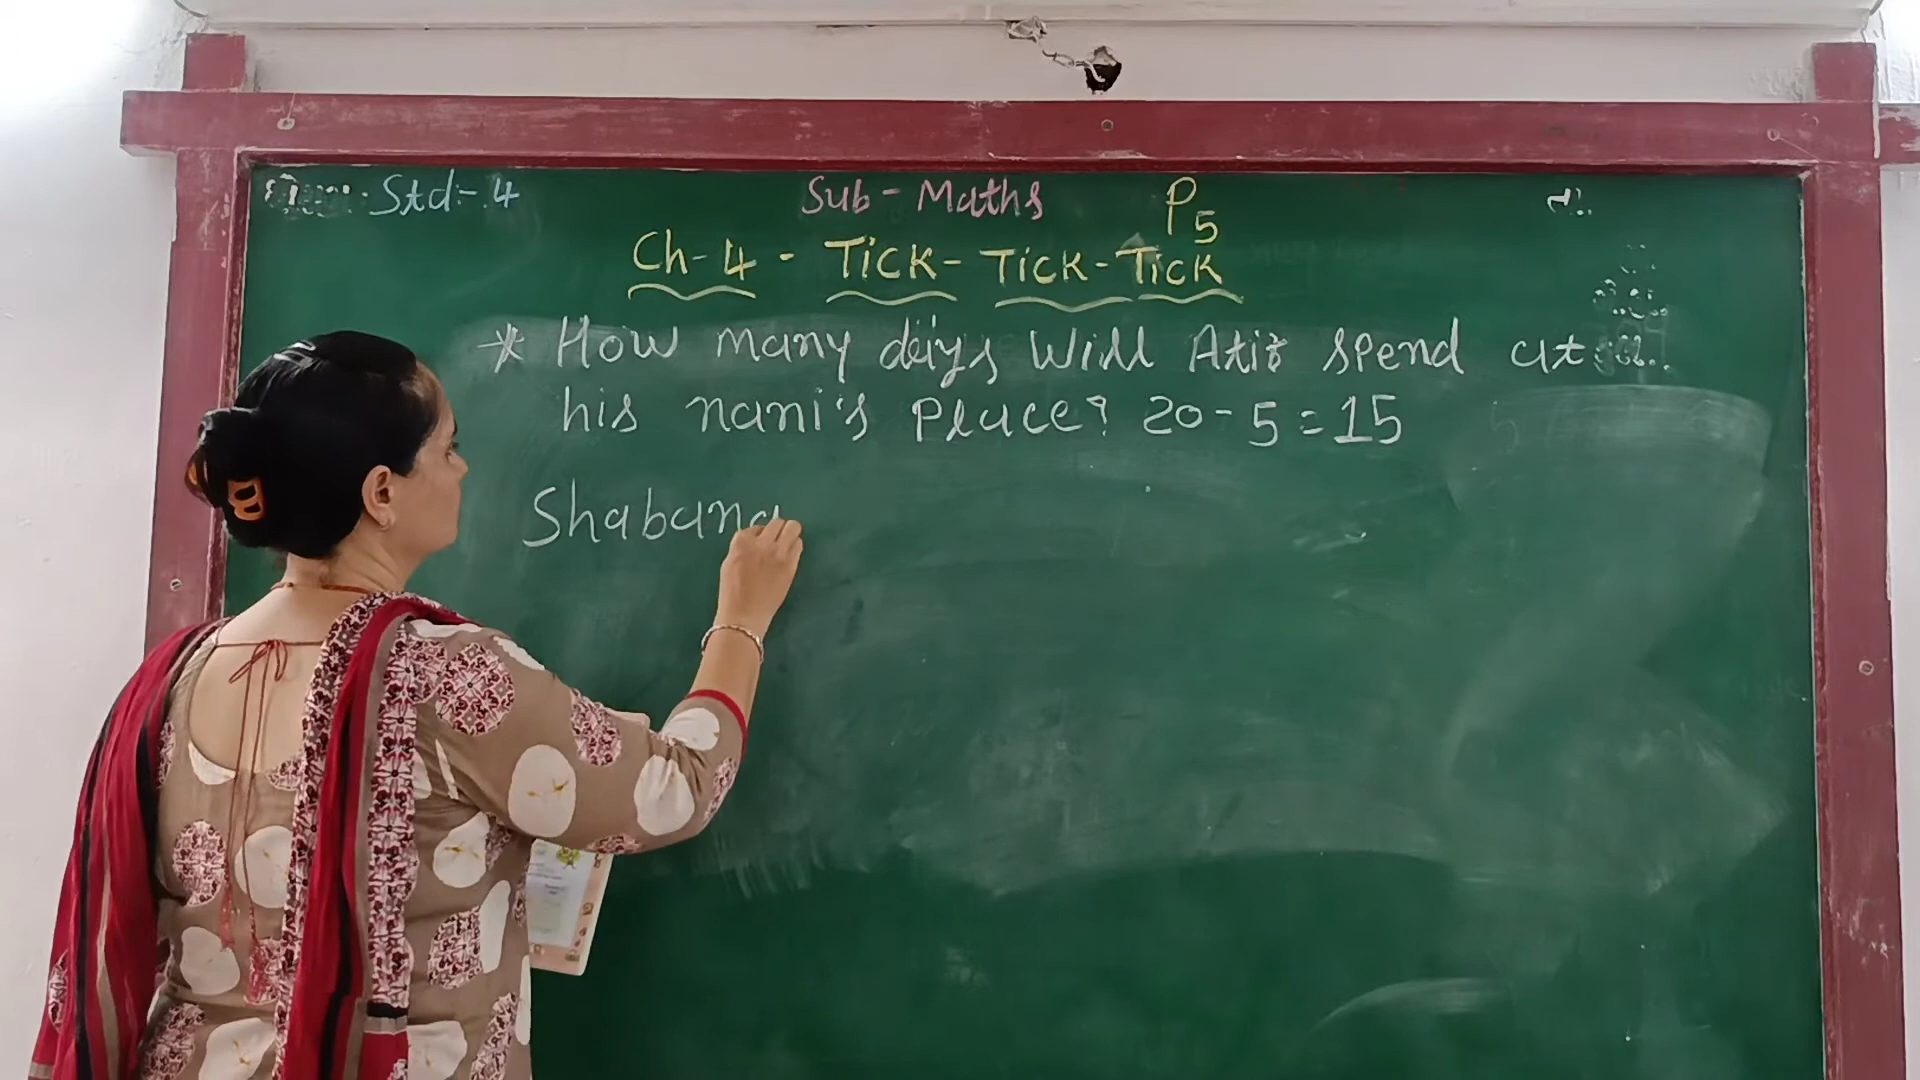 Std:- 4
Sub - Maths
P5
Ch-4 - TiCK - TiCK - TiCK
* How many days Will Atif spend at
his nani's Place? 20 - 5 = 15
Shabana